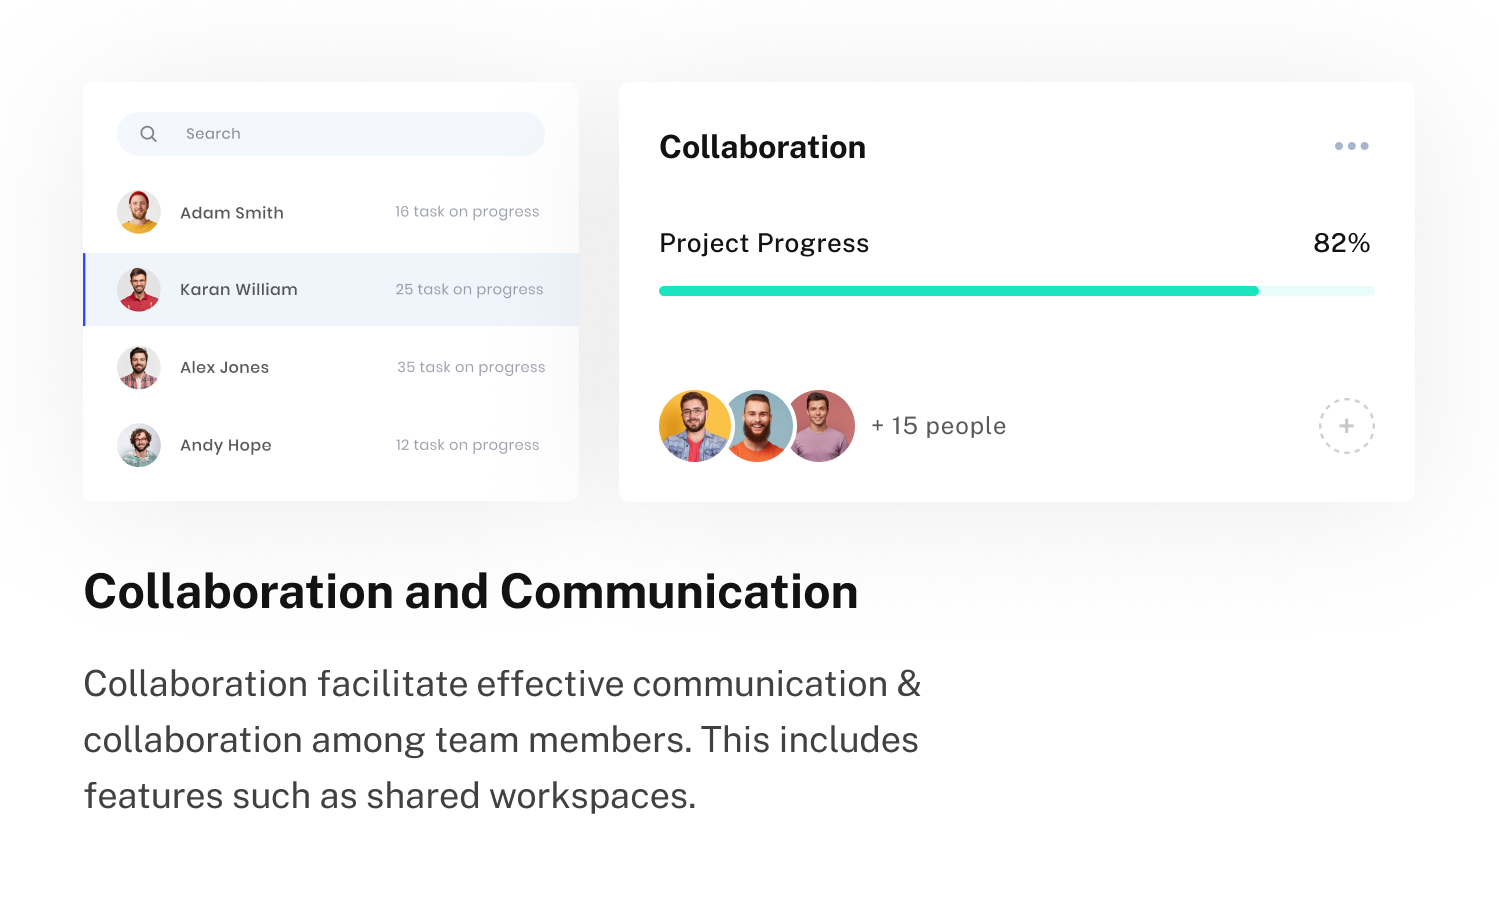 Search
Adam Smith 16 task on progress
Karan William 25 task on progress
Alex Jones 35 task on progress
Andy Hope 12 task on progress
Collaboration
Project Progress 82%
+ 15 people
Collaboration and Communication
Collaboration facilitate effective communication &
collaboration among team members. This includes
features such as shared workspaces.